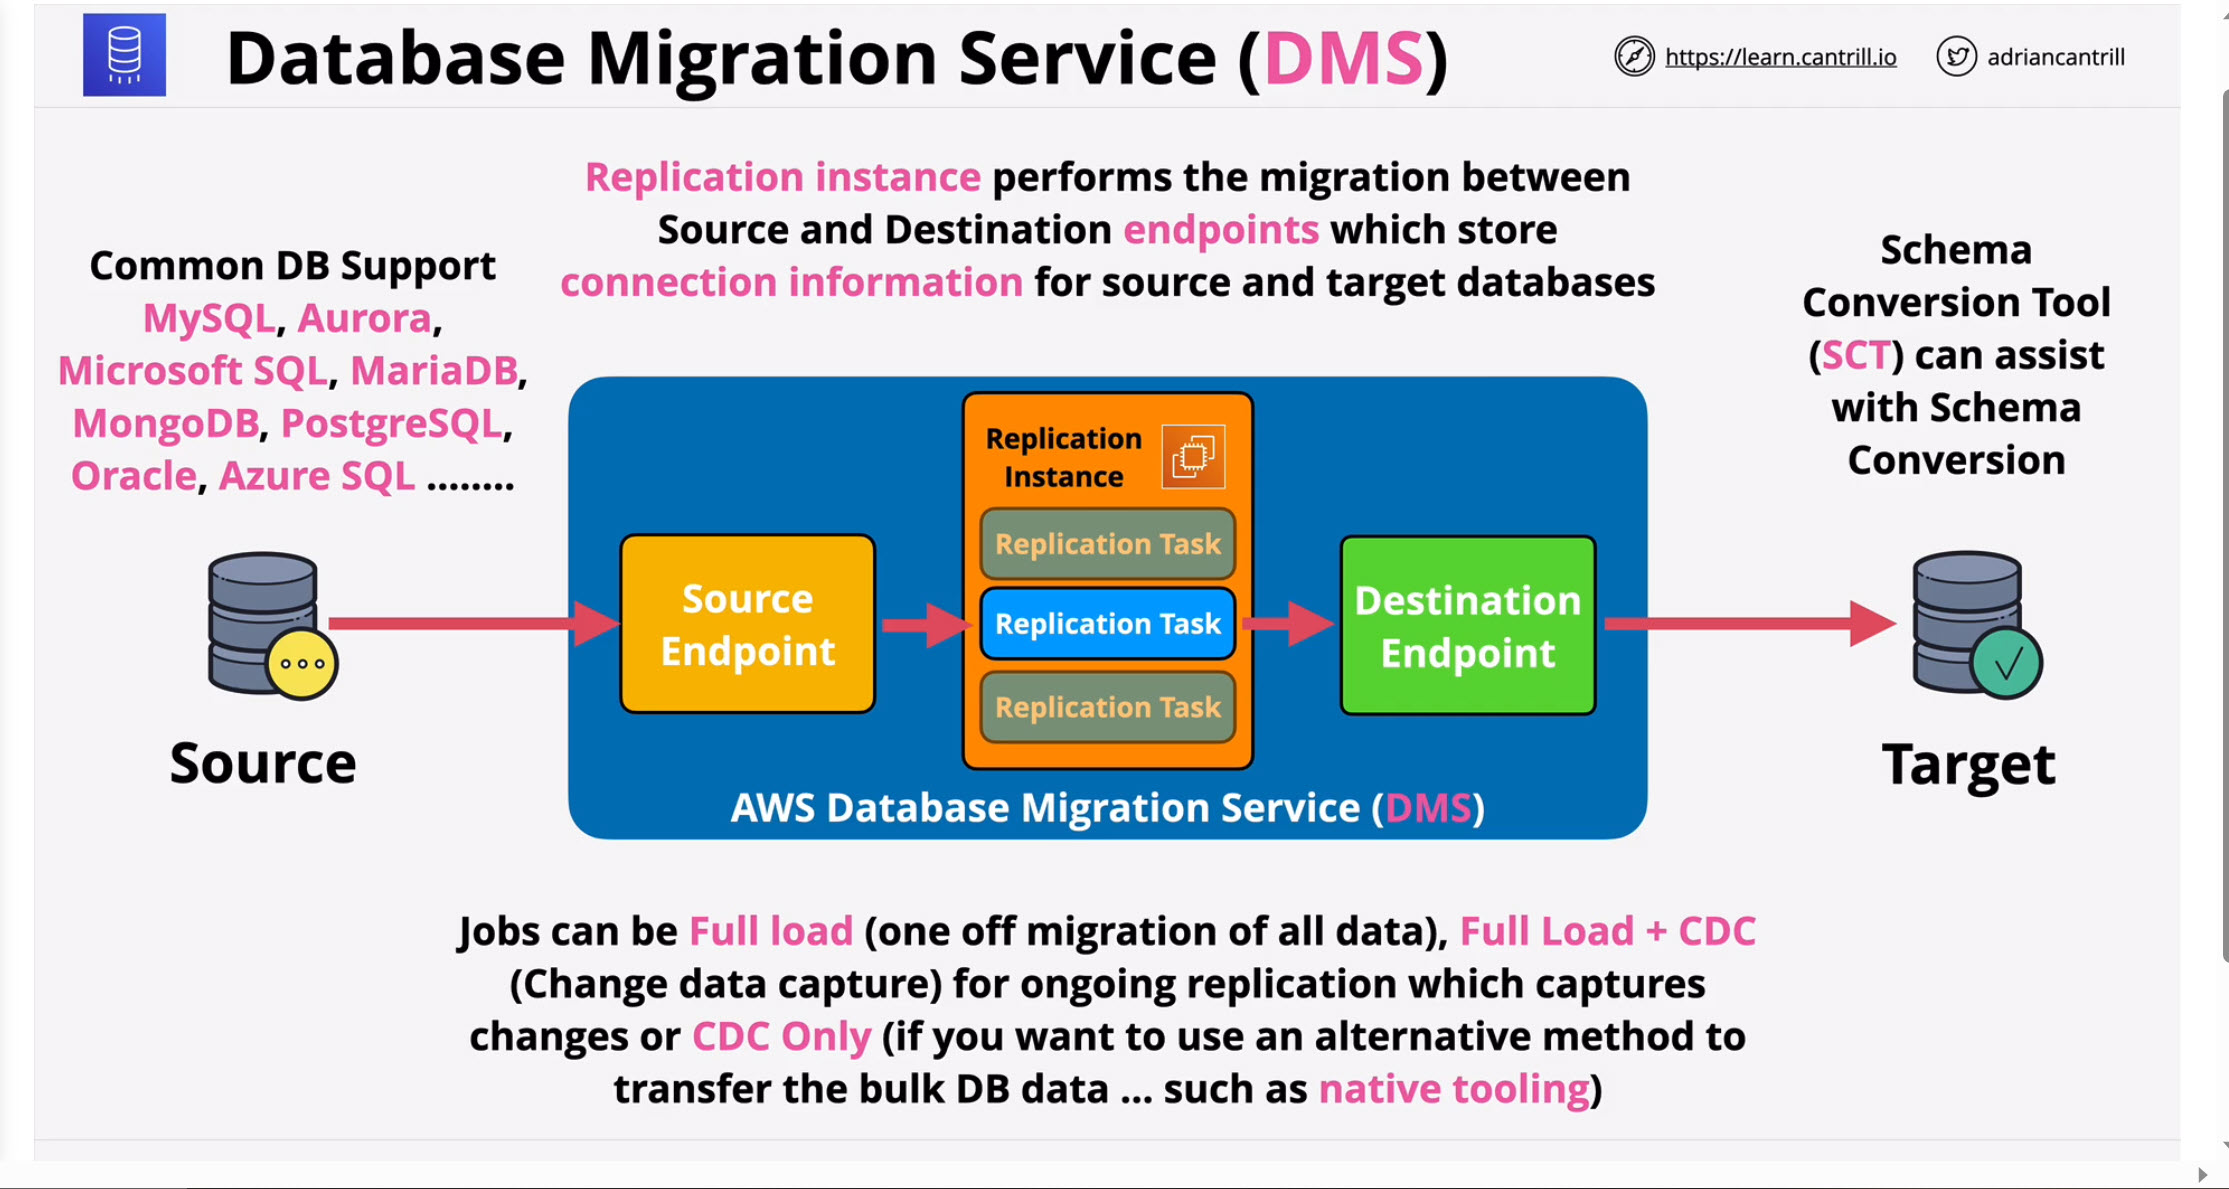 Database Migration Service (DMS)
https://learn.cantrill.io
adriancantrill
Replication instance performs the migration between
Source and Destination endpoints which store
connection information for source and target databases
Common DB Support
MySQL, Aurora,
Microsoft SQL, MariaDB,
MongoDB, PostgreSQL,
Oracle, Azure SQL ........
Schema
Conversion Tool
(SCT) can assist
with Schema
Conversion
Source
Source
Endpoint
Replication
Instance
Replication Task
Replication Task
Replication Task
Destination
Endpoint
Target
AWS Database Migration Service (DMS)
Jobs can be Full load (one off migration of all data), Full Load + CDC
(Change data capture) for ongoing replication which captures
changes or CDC Only (if you want to use an alternative method to
transfer the bulk DB data ... such as native tooling)